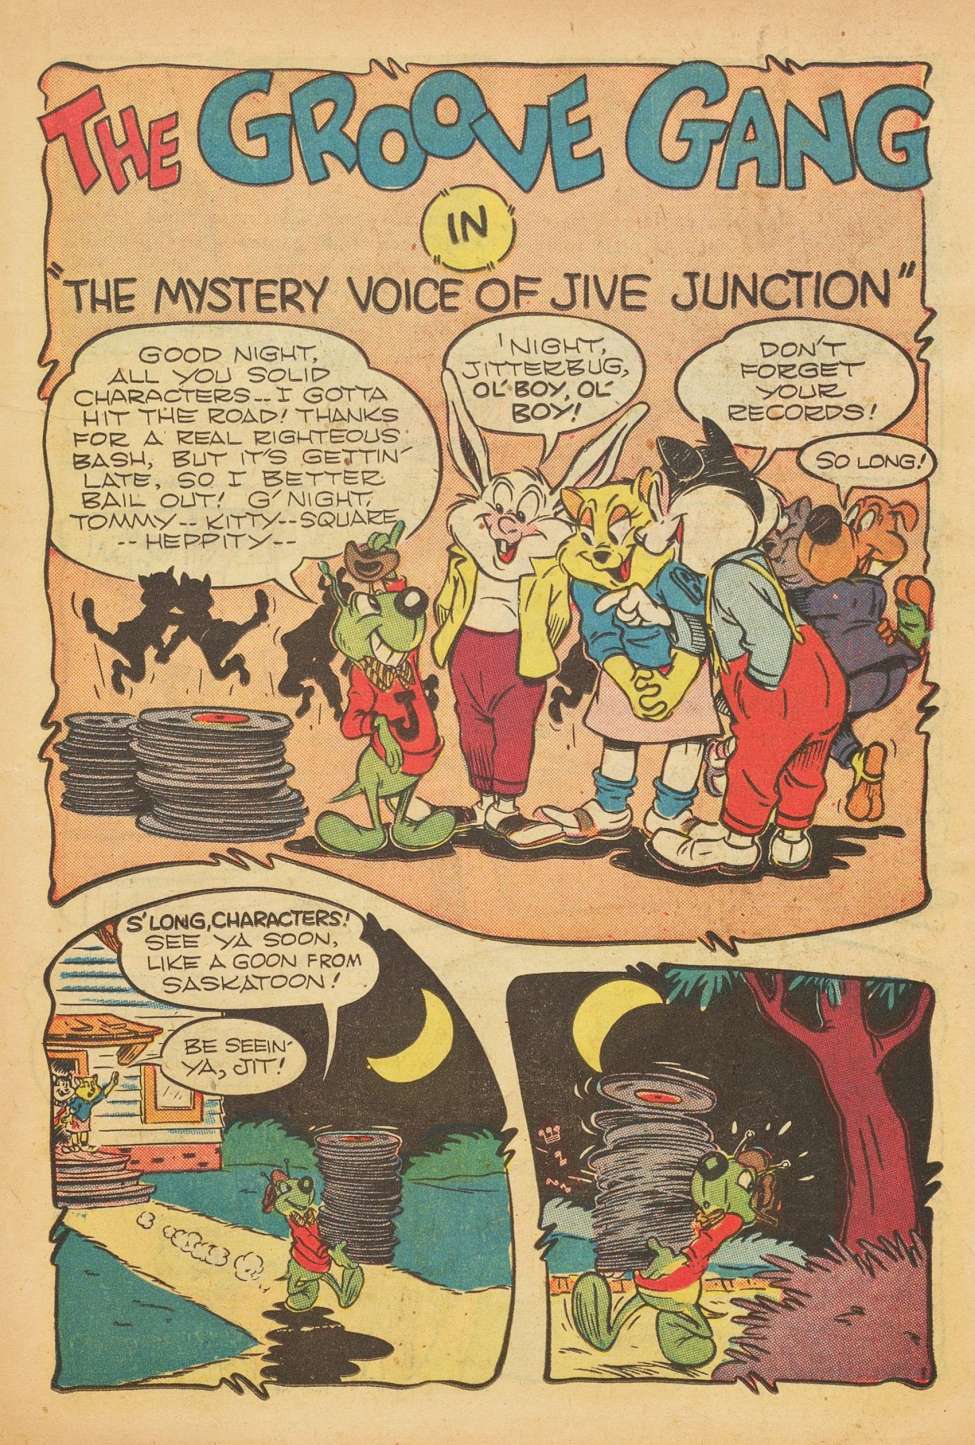 THE GROOVE GANG
IN
"THE MYSTERY VOICE OF JIVE JUNCTION"
GOOD NIGHT,
ALL YOU SOLID
CHARACTERS-- I GOTTA
HIT THE ROAD! THANKS
FOR A REAL RIGHTEOUS
BASH, BUT IT'S GETTIN'
LATE, SO I BETTER
BAIL OUT! G'NIGHT,
TOMMY-- KITTY-- SQUARE
-- HEPPITY--
'NIGHT,
JITTERBUG,
OL' BOY, OL'
BOY!
DON'T
FORGET
YOUR
RECORDS!
SO LONG!
J
S'LONG, CHARACTERS!
SEE YA SOON,
LIKE A GOON FROM
SASKATOON!
BE SEEIN'
YA, JIT!